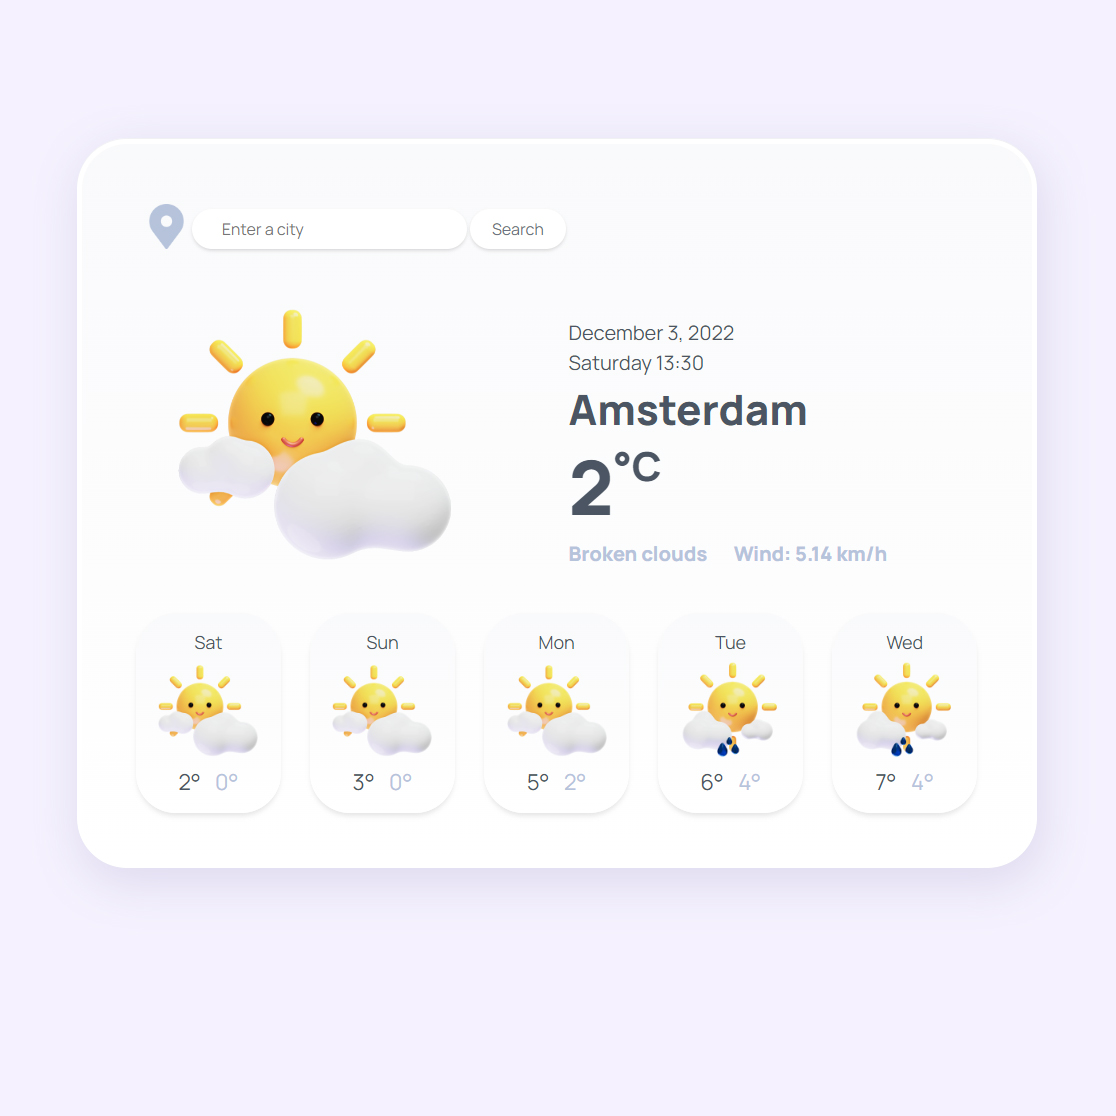 Enter a city
Search
December 3, 2022
Saturday 13:30
Amsterdam
2°C
Broken clouds Wind: 5.14 km/h
Sat Sun Mon Tue Wed
2° 0° 3° 0° 5° 2° 6° 4° 7° 4°